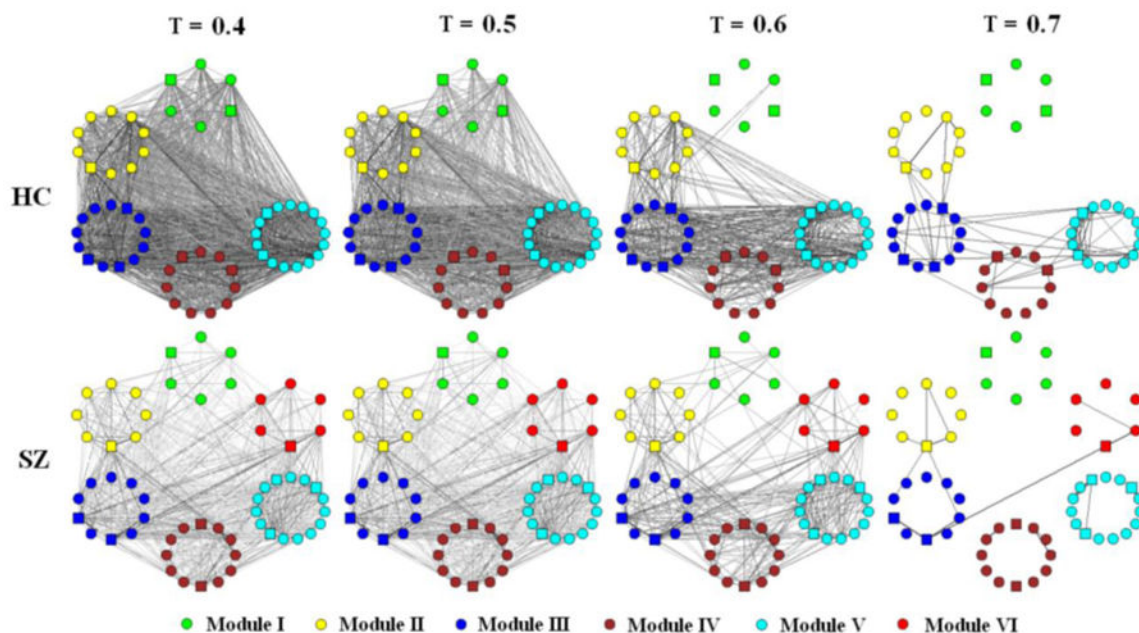 T = 0.4 T = 0.5 T = 0.6 T = 0.7
HC
SZ
Module I Module II Module III Module IV Module V Module VI